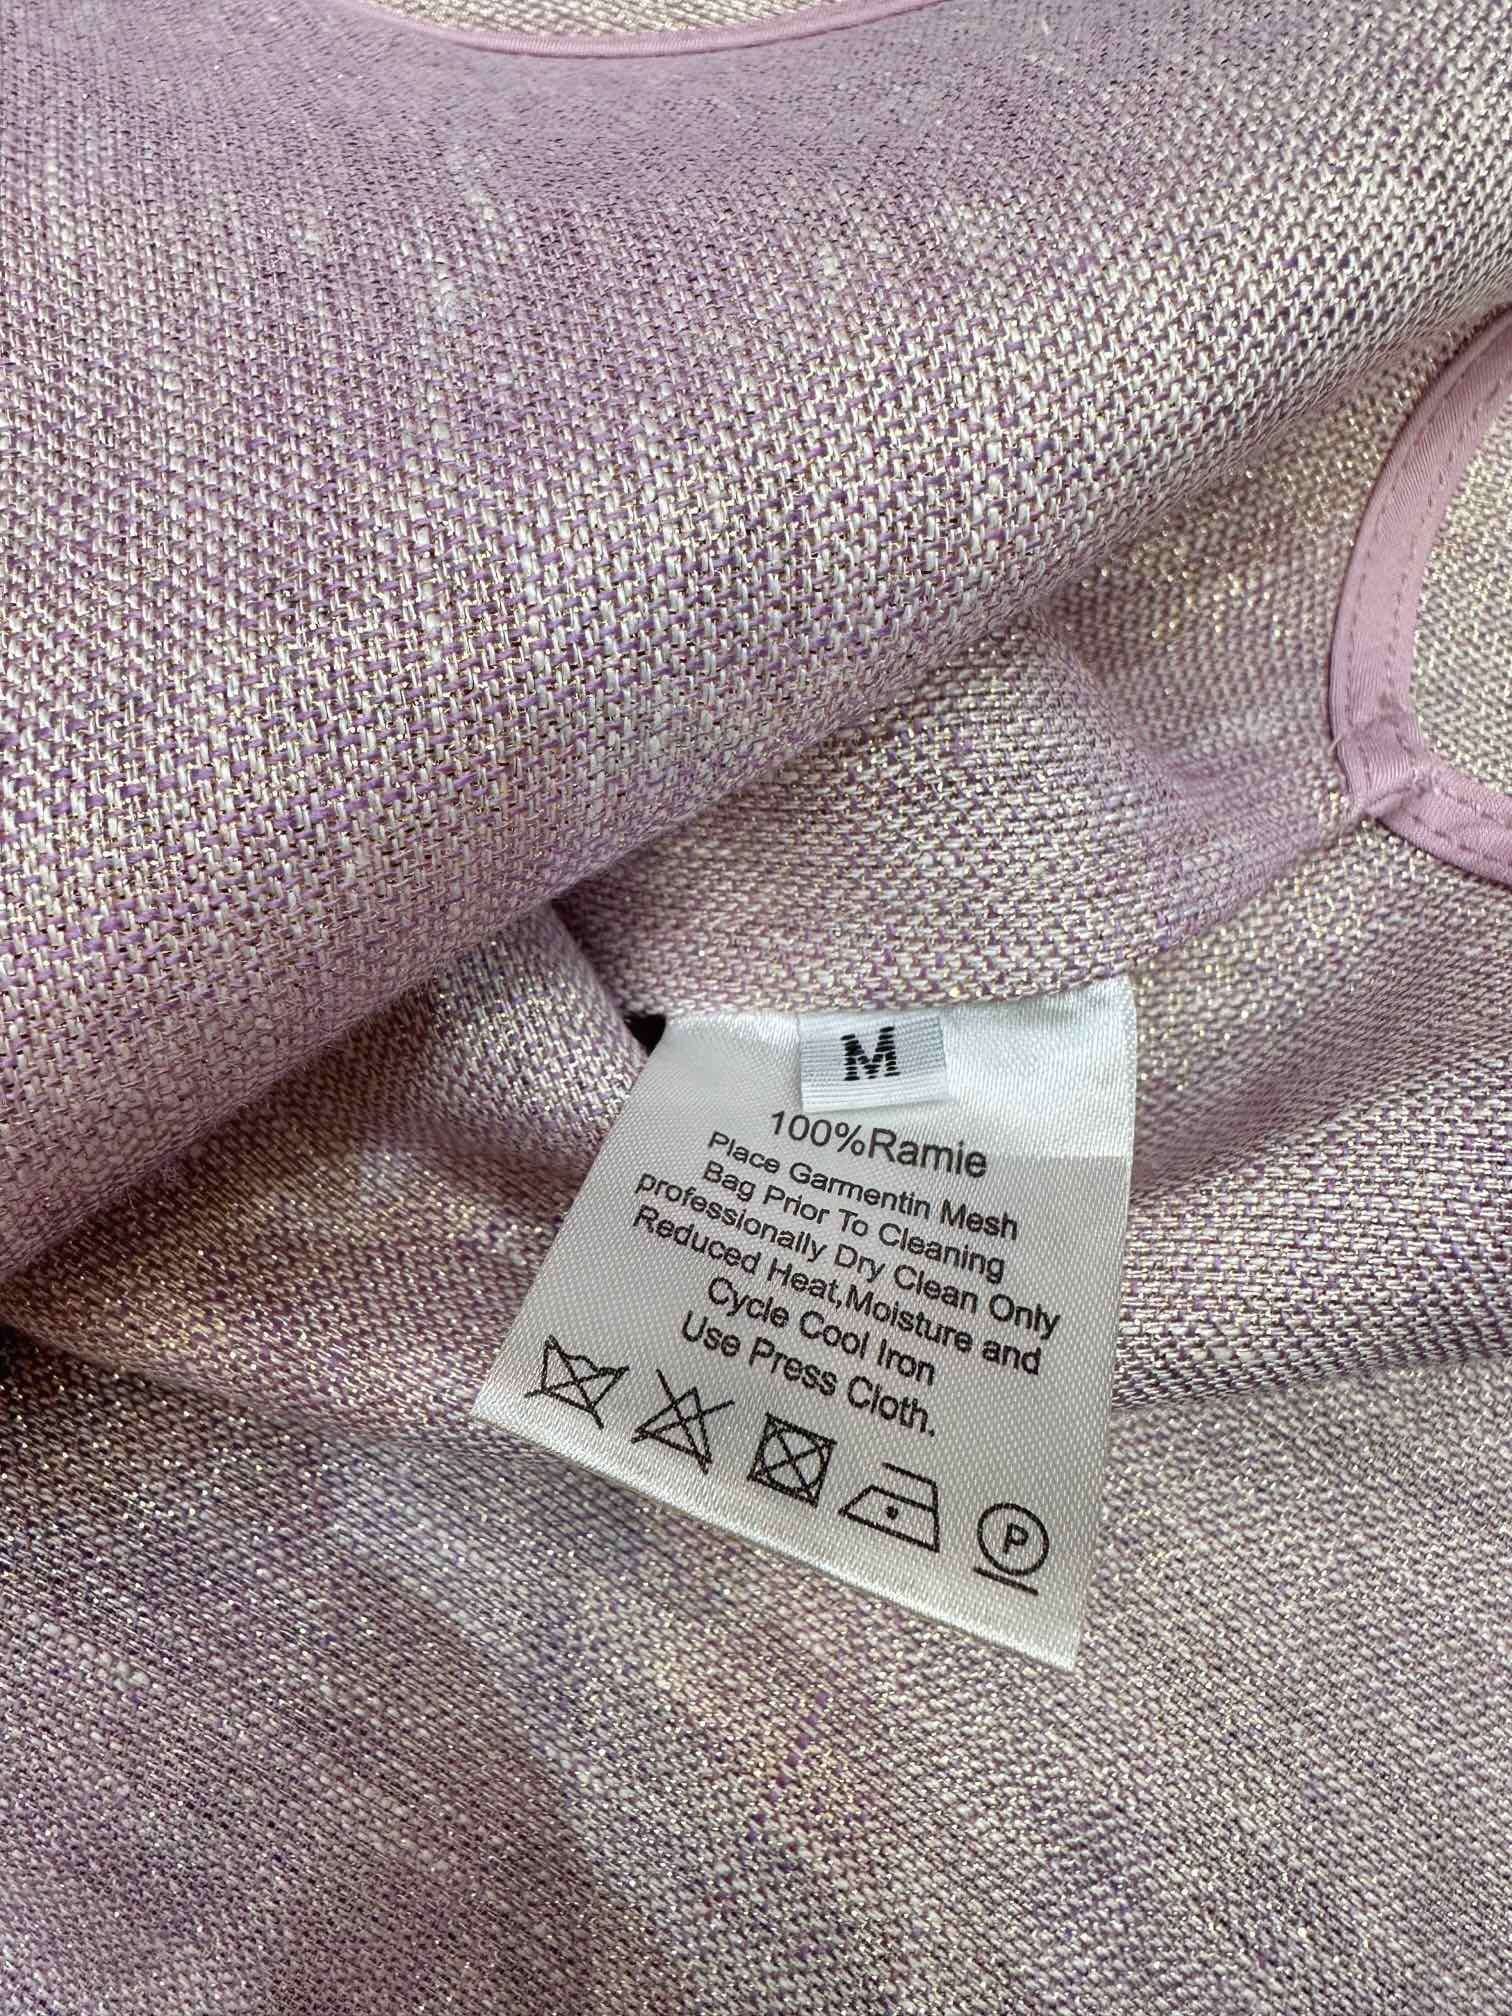 M
100%Ramie
Place Garmentin Mesh
Bag Prior To Cleaning
professionally Dry Clean Only
Reduced Heat,Moisture and
Cycle Cool Iron
Use Press Cloth.
P